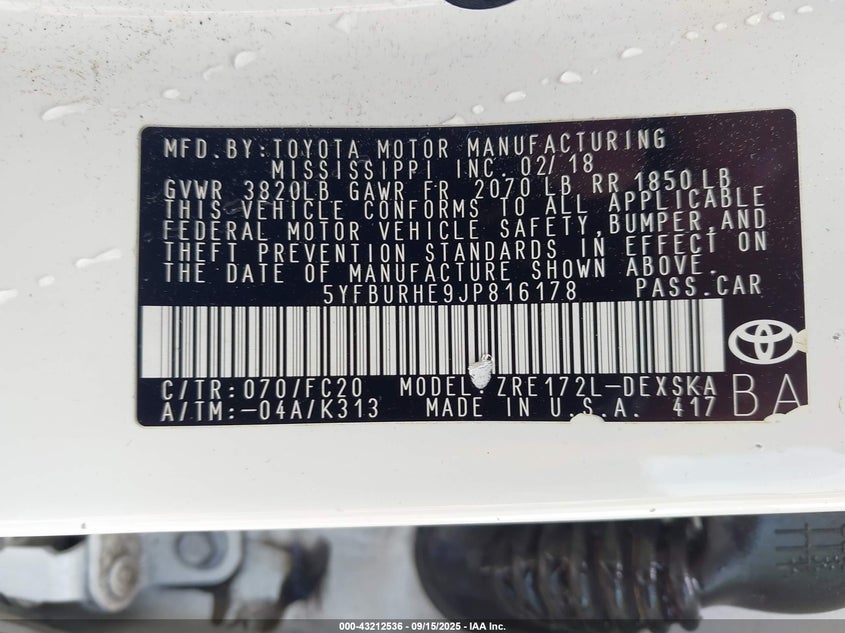 MFD.BY:TOYOTA MOTOR MANUFACTURING
MISSISSIPPI INC. 02/18
GVWR 3820LB GAWR FR 2070 LB RR 1850LB
THIS VEHICLE CONFORMS TO ALL APPLICABLE
FEDERAL MOTOR VEHICLE SAFETY,BUMPER,AND
THEFT PREVENTION STANDARDS IN EFFECT ON
THE DATE OF MANUFACTURE SHOWN ABOVE.
5YFBURHE9JP816178 PASS.CAR
C/TR:070/FC20 MODEL:ZRE172L-DEXSKA
A/TM:-04A/K313 MADE IN U.S.A. 417 BA
000-43212536 - 09/15/2025 - IAA Inc.